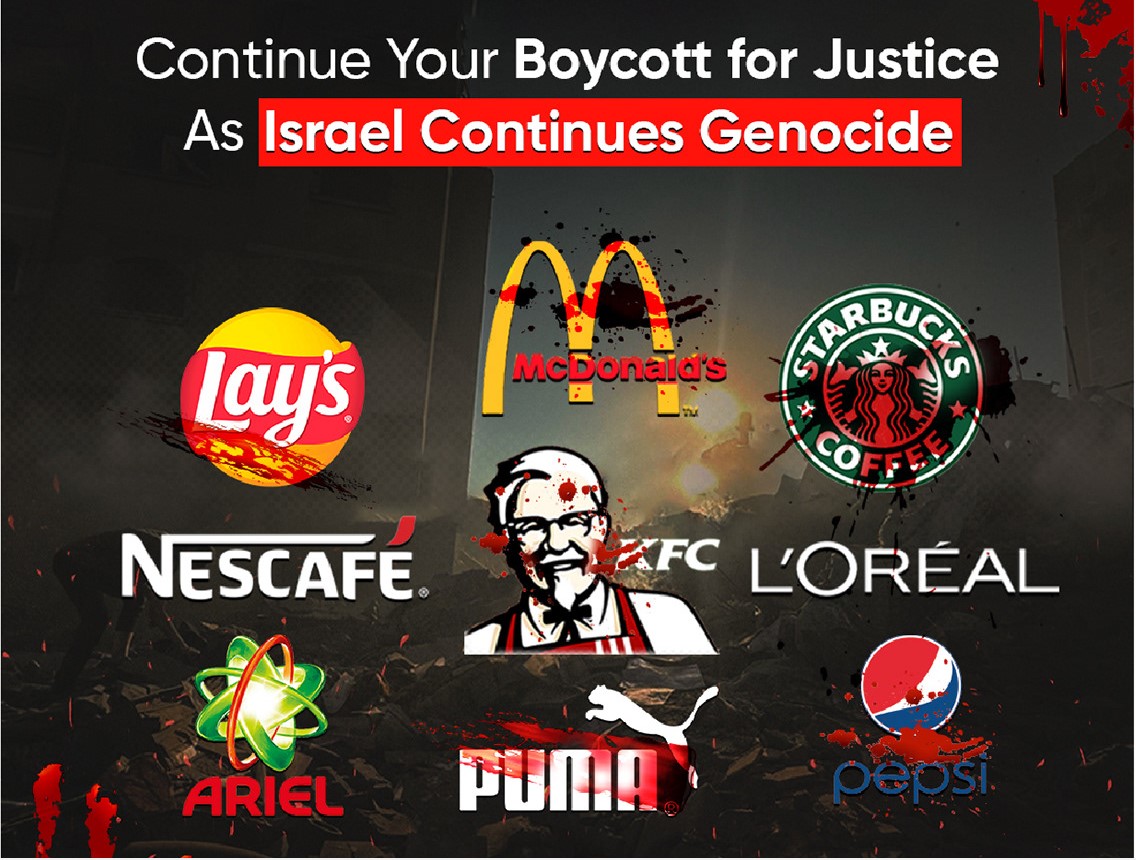 Continue Your Boycott for Justice
As Israel Continues Genocide
McDonald's
TM
Lay's®
STARBUCKS
COFFEE
NESCAFÉ®
KFC
L'ORÉAL
ARIEL
PUMA®
pepsi